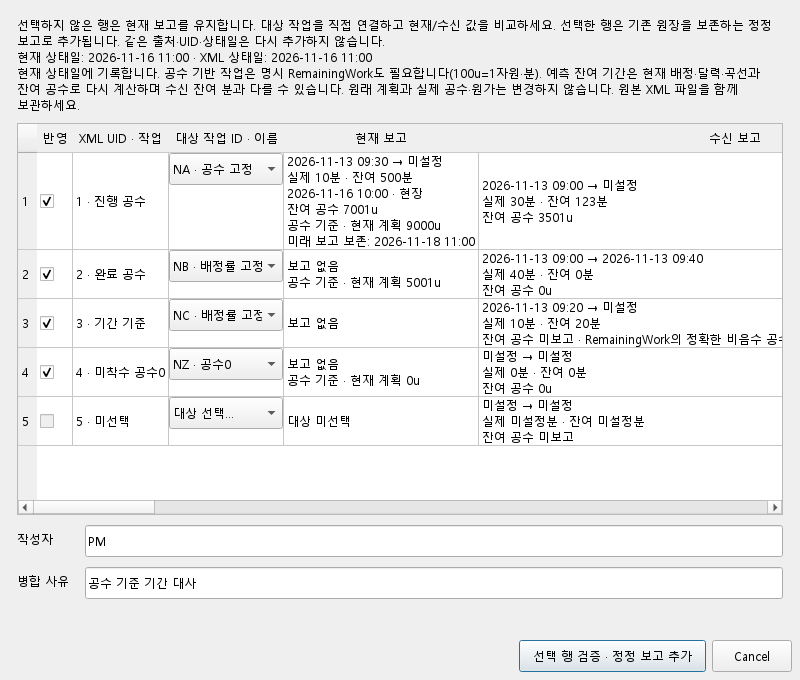 선택하지 않은 행은 현재 보고를 유지합니다. 대상 작업을 직접 연결하고 현재/수신 값을 비교하세요. 선택한 행은 기존 원장을 보존하는 정정
보고로 추가됩니다. 같은 출처·UID·상태일은 다시 추가하지 않습니다.
현재 상태일: 2026-11-16 11:00 · XML 상태일: 2026-11-16 11:00
현재 상태일에 기록합니다. 공수 기반 작업은 명시 RemainingWork도 필요합니다(100u=1자원·분). 예측 잔여 기간은 현재 배정·달력·곡선과
잔여 공수로 다시 계산하며 수신 잔여 분과 다를 수 있습니다. 원래 계획과 실제 공수·원가는 변경하지 않습니다. 원본 XML 파일을 함께
보관하세요.
반영 XML UID · 작업 대상 작업 ID · 이름 현재 보고 수신 보고
1 1 · 진행 공수 NA · 공수 고정
2026-11-13 09:30 → 미설정
실제 10분 · 잔여 500분
2026-11-16 10:00 · 현장
잔여 공수 7001u
공수 기준 · 현재 계획 9000u
미래 보고 보존: 2026-11-18 11:00
2026-11-13 09:00 → 미설정
실제 30분 · 잔여 123분
잔여 공수 3501u
2 2 · 완료 공수 NB · 배정률 고정
보고 없음
공수 기준 · 현재 계획 5001u
2026-11-13 09:00 → 2026-11-13 09:40
실제 40분 · 잔여 0분
잔여 공수 0u
3 3 · 기간 기준 NC · 배정률 고정
보고 없음
2026-11-13 09:20 → 미설정
실제 10분 · 잔여 20분
잔여 공수 미보고 · RemainingWork의 정확한 비음수 공수
4 4 · 미착수 공수0 NZ · 공수0
보고 없음
공수 기준 · 현재 계획 0u
미설정 → 미설정
실제 0분 · 잔여 0분
잔여 공수 0u
5 5 · 미선택 대상 선택...
대상 미선택
미설정 → 미설정
실제 미설정분 · 잔여 미설정분
잔여 공수 미보고
작성자 PM
병합 사유 공수 기준 기간 대사
선택 행 검증 · 정정 보고 추가 Cancel